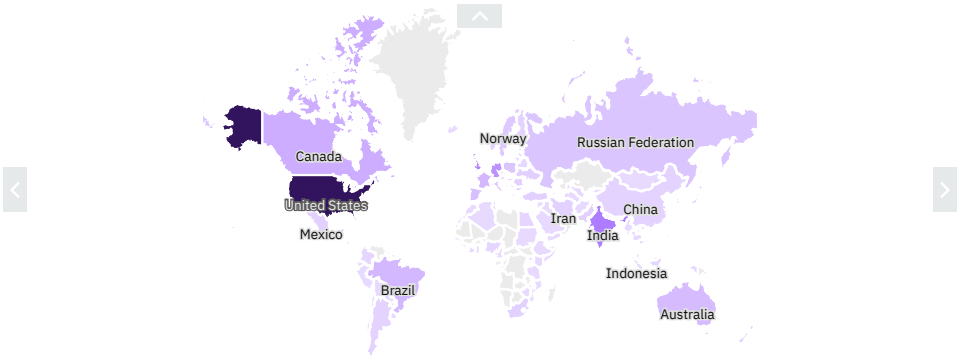 Norway
Russian Federation
Canada
United States
China
Iran
Mexico
India
Indonesia
Brazil
Australia